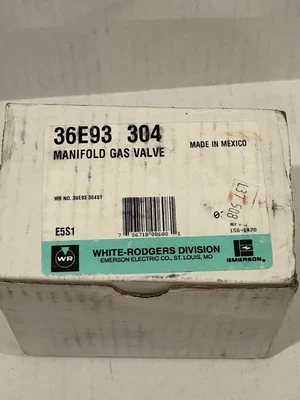 36E93 304
MANIFOLD GAS VALVE
MADE IN MEXICO
WR NO. 36E93 304S1
E5S1
WR
WHITE-RODGERS DIVISION
EMERSON ELECTRIC CO., ST. LOUIS, MO
EMERSON